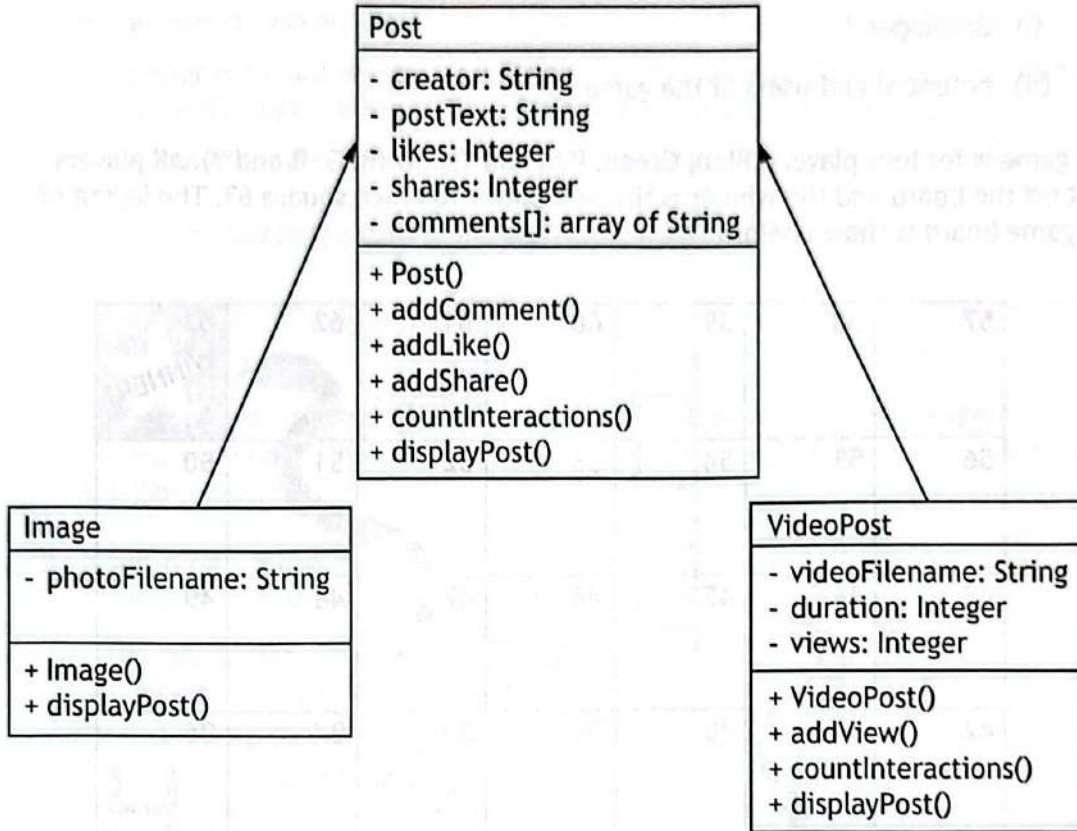 Post
- creator: String
- postText: String
- likes: Integer
- shares: Integer
- comments[]: array of String
+ Post()
+ addComment()
+ addLike()
+ addShare()
+ countInteractions()
+ displayPost()
Image
- photoFilename: String
+ Image()
+ displayPost()
VideoPost
- videoFilename: String
- duration: Integer
- views: Integer
+ VideoPost()
+ addView()
+ countInteractions()
+ displayPost()